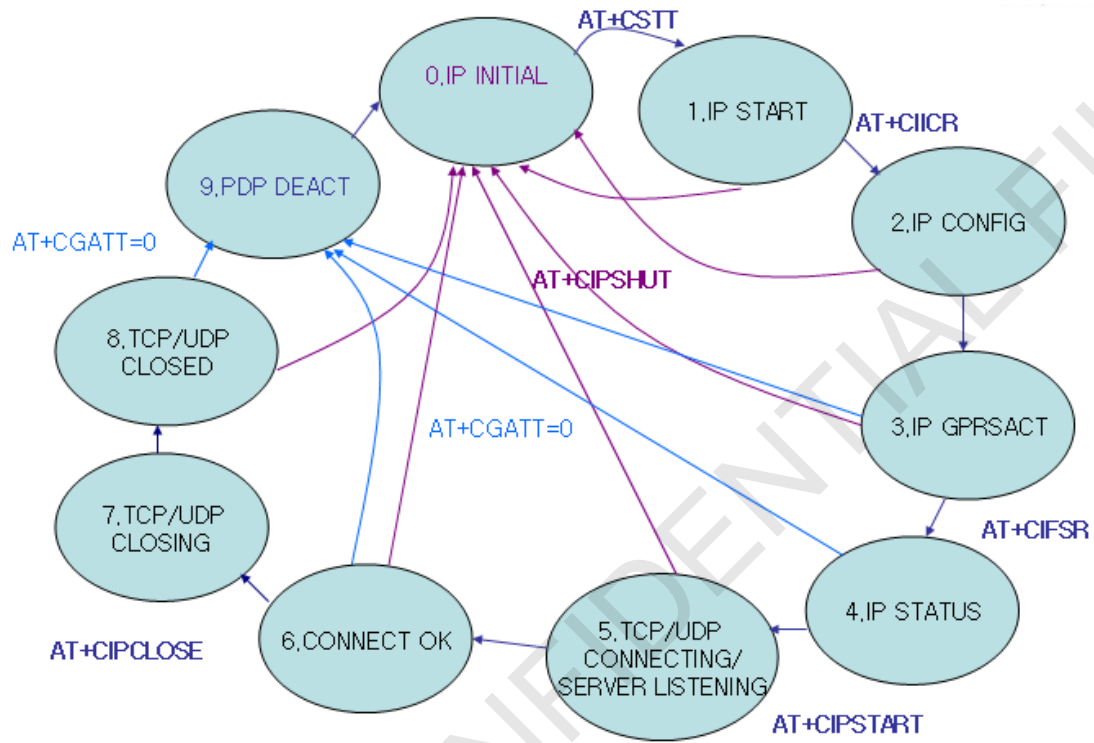 AT+CSTT
0,IP INITIAL
1,IP START
AT+CIICR
9,PDP DEACT
2,IP CONFIG
AT+CGATT=0
AT+CIPSHUT
8,TCP/UDP
CLOSED
3,IP GPRSACT
AT+CGATT=0
7,TCP/UDP
CLOSING
AT+CIFSR
4,IP STATUS
6,CONNECT OK
5,TCP/UDP
CONNECTING/
SERVER LISTENING
AT+CIPCLOSE
AT+CIPSTART
CONFIDENTIAL